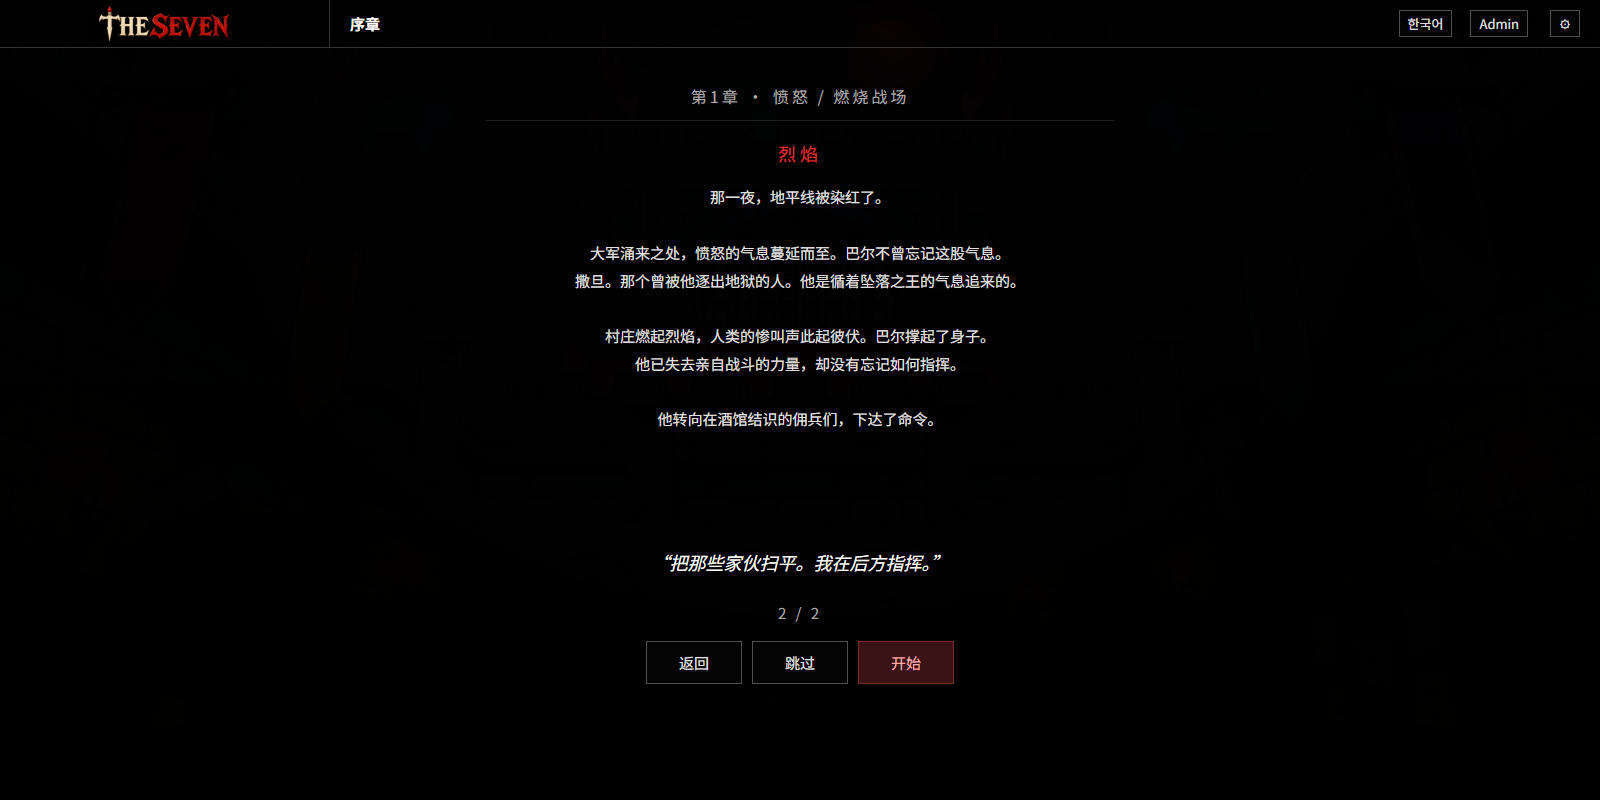 THE SEVEN
序章
한국어
Admin
第1章 · 愤怒 / 燃烧战场
烈焰
那一夜，地平线被染红了。
大军涌来之处，愤怒的气息蔓延而至。巴尔不曾忘记这股气息。
撒旦。那个曾被他逐出地狱的人。他是循着坠落之王的气息追来的。
村庄燃起烈焰，人类的惨叫声此起彼伏。巴尔撑起了身子。
他已失去亲自战斗的力量，却没有忘记如何指挥。
他转向在酒馆结识的佣兵们，下达了命令。
“把那些家伙扫平。我在后方指挥。”
2 / 2
返回
跳过
开始